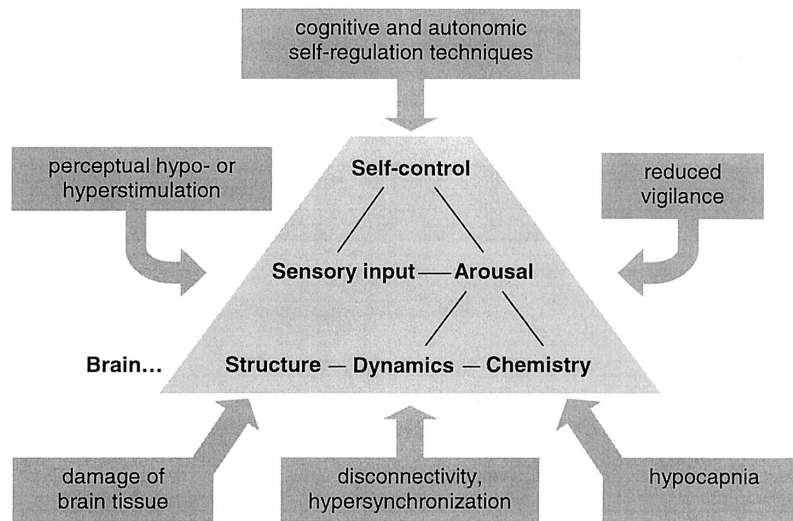 cognitive and autonomic
self-regulation techniques
perceptual hypo- or
hyperstimulation
reduced
vigilance
Self-control
Sensory input
Arousal
Brain...
Structure
Dynamics
Chemistry
damage of
brain tissue
disconnectivity,
hypersynchronization
hypocapnia